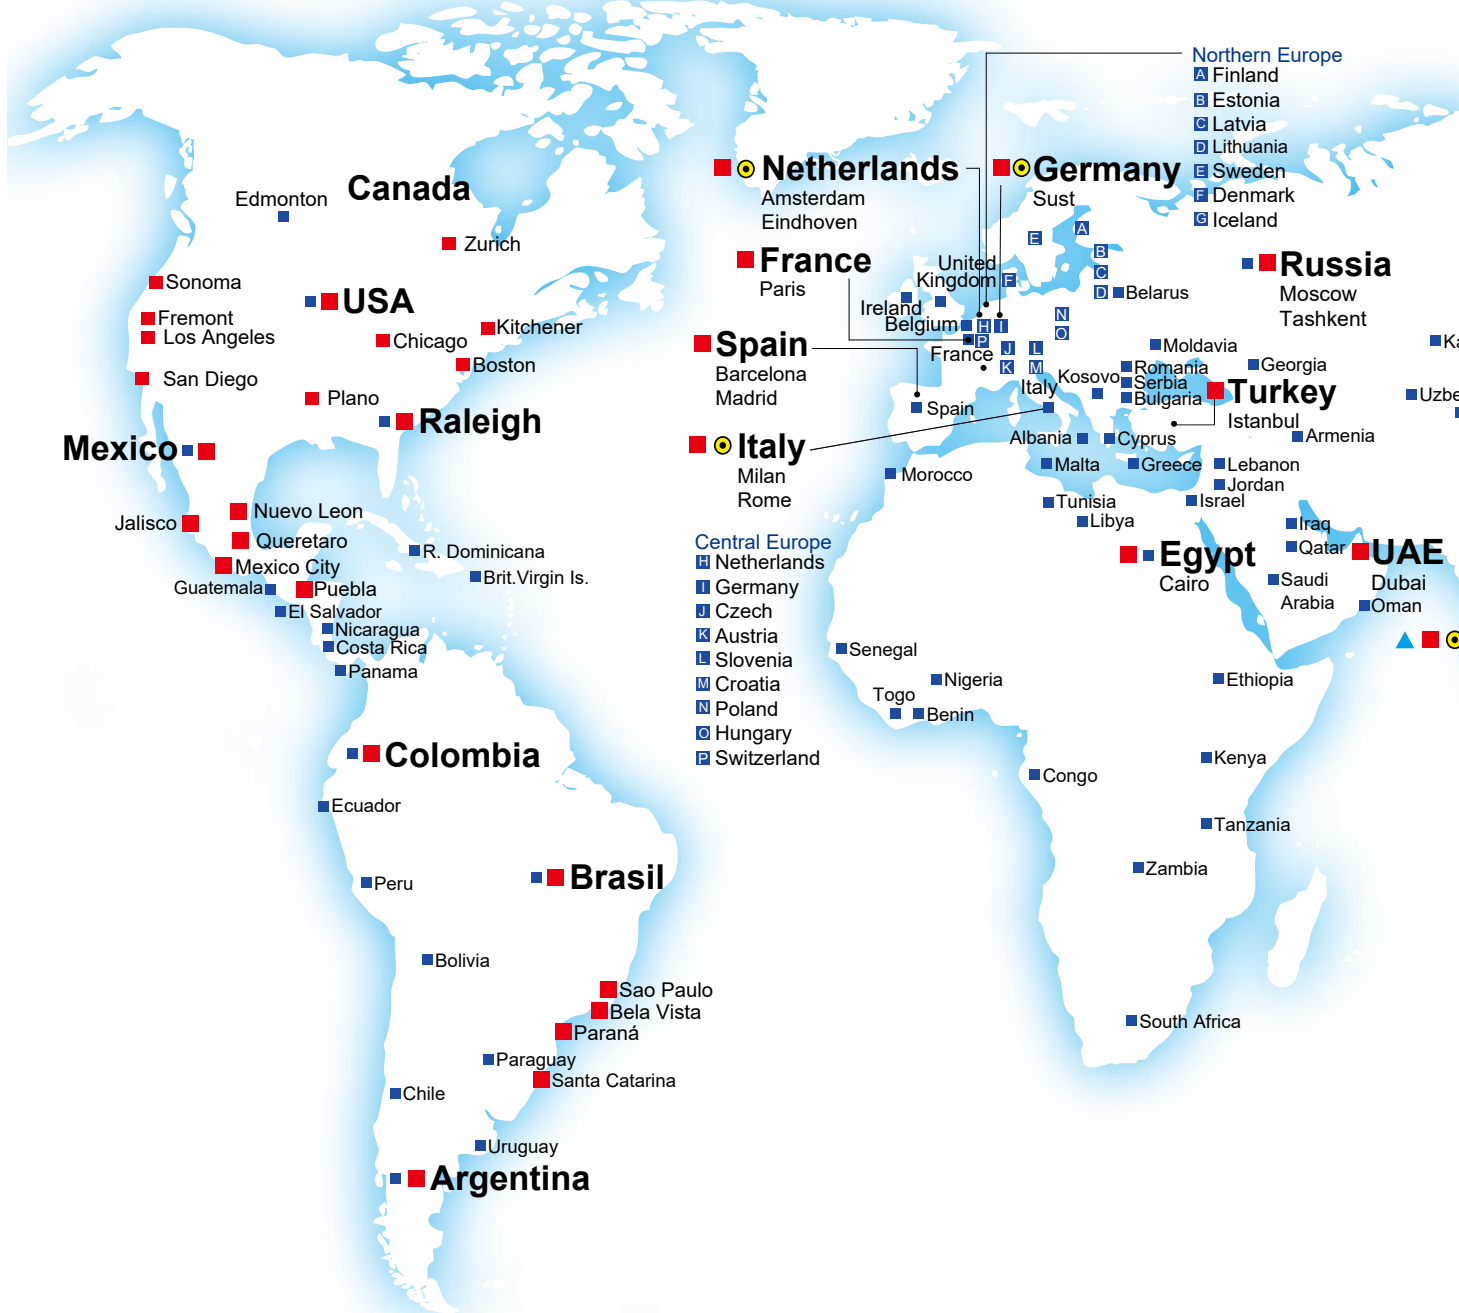 Northern Europe
A Finland
B Estonia
C Latvia
D Lithuania
E Sweden
F Denmark
G Iceland
Netherlands
Amsterdam
Eindhoven
Germany
Sust
Canada
Edmonton
Zurich
France
Paris
Russia
Moscow
Tashkent
United
Kingdom
Ireland
Belgium
France
E
A
B
C
D
F
Belarus
H
I
P
J
K
L
M
N
O
Sonoma
USA
Fremont
Los Angeles
Chicago
Kitchener
Boston
San Diego
Plano
Raleigh
Spain
Barcelona
Madrid
Spain
Italy
Kosovo
Moldavia
Romania
Serbia
Bulgaria
Georgia
Turkey
Istanbul
Armenia
Ka
Uzbe
Mexico
Italy
Milan
Rome
Albania
Cyprus
Malta
Greece
Lebanon
Jordan
Israel
Morocco
Tunisia
Libya
Nuevo Leon
Jalisco
Queretaro
Mexico City
Guatemala
Puebla
El Salvador
Nicaragua
Costa Rica
Panama
R. Dominicana
Brit.Virgin Is.
Central Europe
H Netherlands
I Germany
J Czech
K Austria
L Slovenia
M Croatia
N Poland
O Hungary
P Switzerland
Egypt
Cairo
Iraq
Qatar
UAE
Dubai
Saudi
Arabia
Oman
Senegal
Nigeria
Togo
Benin
Ethiopia
Kenya
Congo
Tanzania
Zambia
South Africa
Colombia
Ecuador
Peru
Brasil
Bolivia
Sao Paulo
Bela Vista
Paraná
Paraguay
Santa Catarina
Chile
Uruguay
Argentina